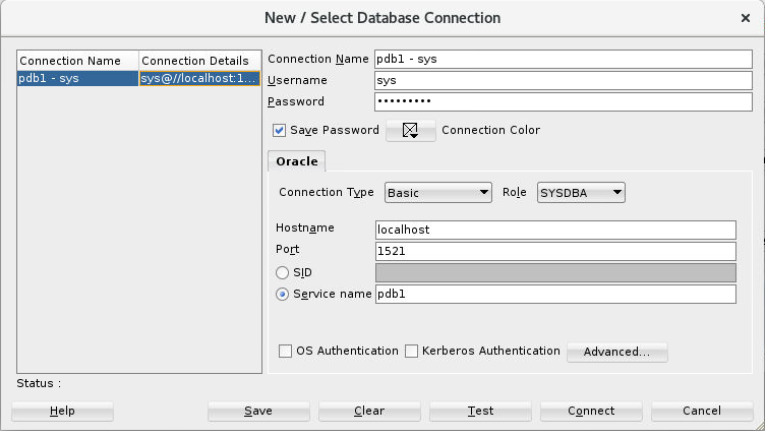 New / Select Database Connection
Connection Name Connection Details
pdb1 - sys sys@//localhost:1...
Connection Name pdb1 - sys
Username sys
Password •••••••••
Save Password Connection Color
Oracle
Connection Type Basic Role SYSDBA
Hostname localhost
Port 1521
SID
Service name pdb1
OS Authentication Kerberos Authentication Advanced...
Status :
Help Save Clear Test Connect Cancel